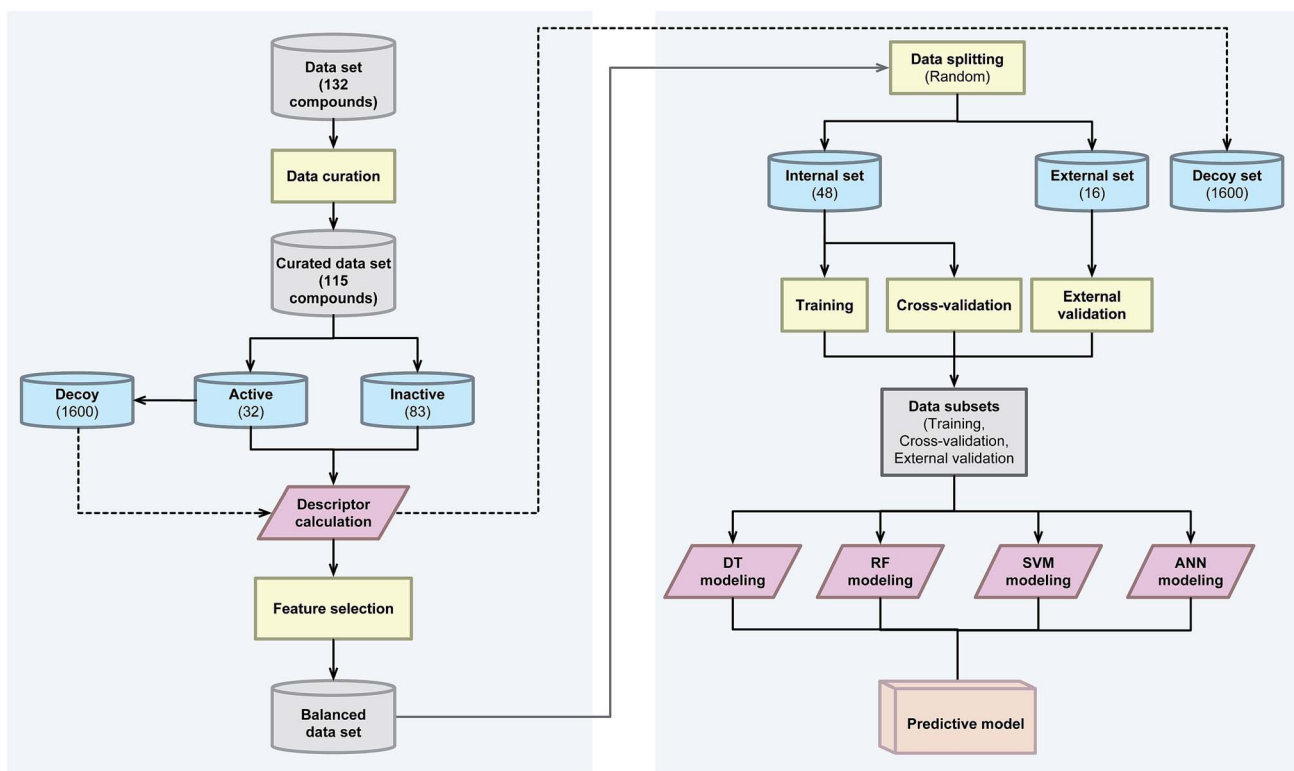 Data set
(132
compounds)
Data curation
Curated data set
(115
compounds)
Decoy
(1600)
Active
(32)
Inactive
(83)
Descriptor
calculation
Feature selection
Balanced
data set
Data splitting
(Random)
Internal set
(48)
External set
(16)
Decoy set
(1600)
Training
Cross-validation
External
validation
Data subsets
(Training,
Cross-validation,
External validation
DT
modeling
RF
modeling
SVM
modeling
ANN
modeling
Predictive model